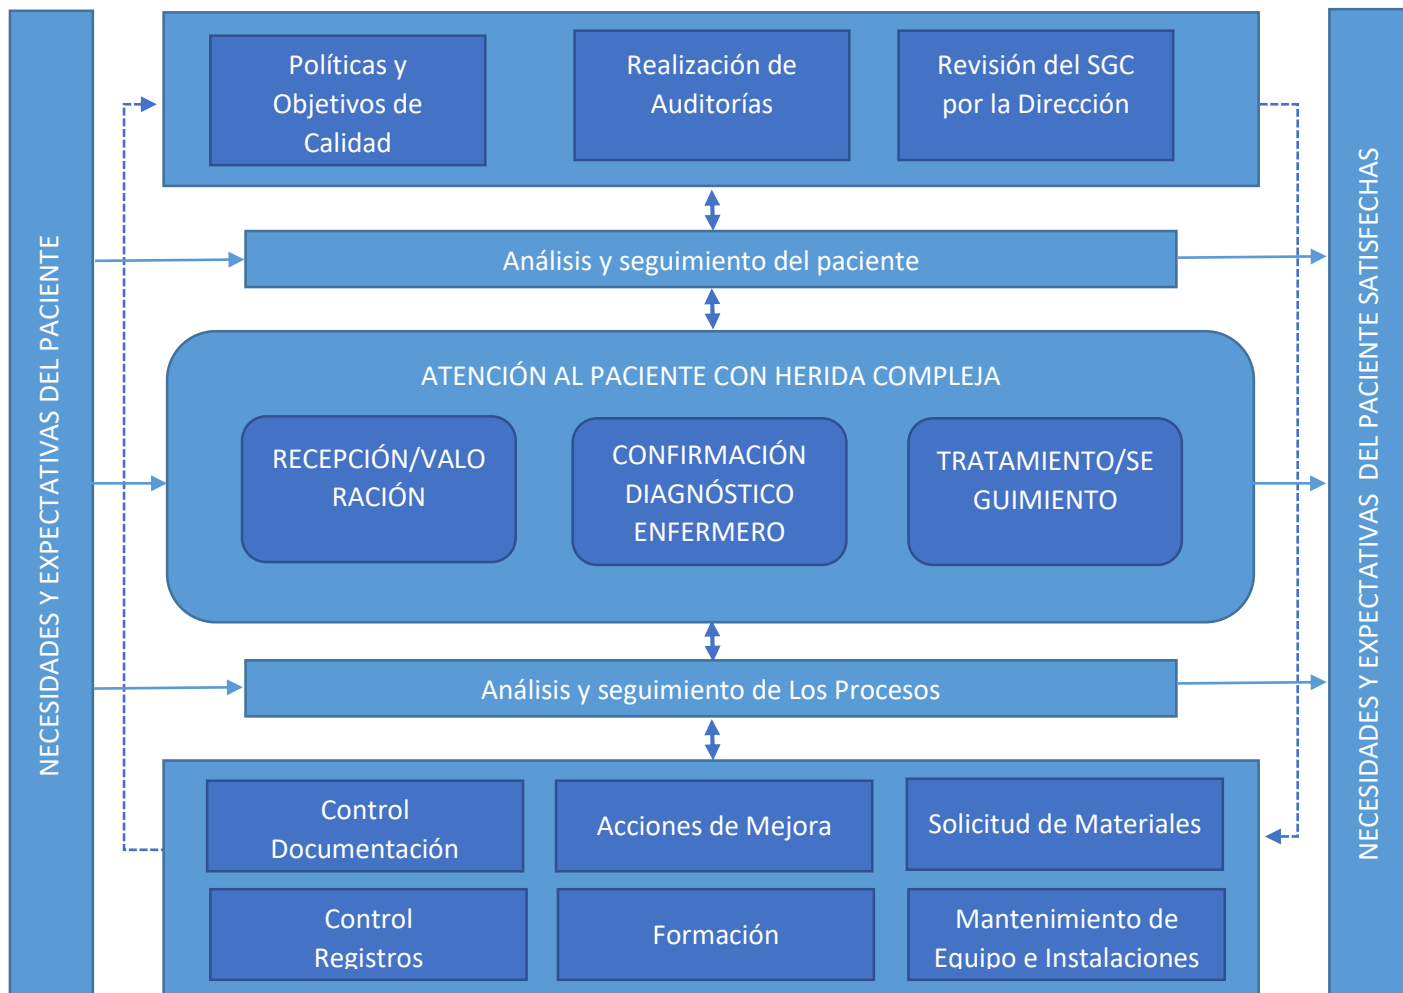 NECESIDADES Y EXPECTATIVAS DEL PACIENTE
Políticas y
Objetivos de
Calidad
Realización de
Auditorías
Revisión del SGC
por la Dirección
Análisis y seguimiento del paciente
ATENCIÓN AL PACIENTE CON HERIDA COMPLEJA
RECEPCIÓN/VALO
RACIÓN
CONFIRMACIÓN
DIAGNÓSTICO
ENFERMERO
TRATAMIENTO/SE
GUIMIENTO
Análisis y seguimiento de Los Procesos
Control
Documentación
Acciones de Mejora
Solicitud de Materiales
Control
Registros
Formación
Mantenimiento de
Equipo e Instalaciones
NECESIDADES Y EXPECTATIVAS DEL PACIENTE SATISFECHAS